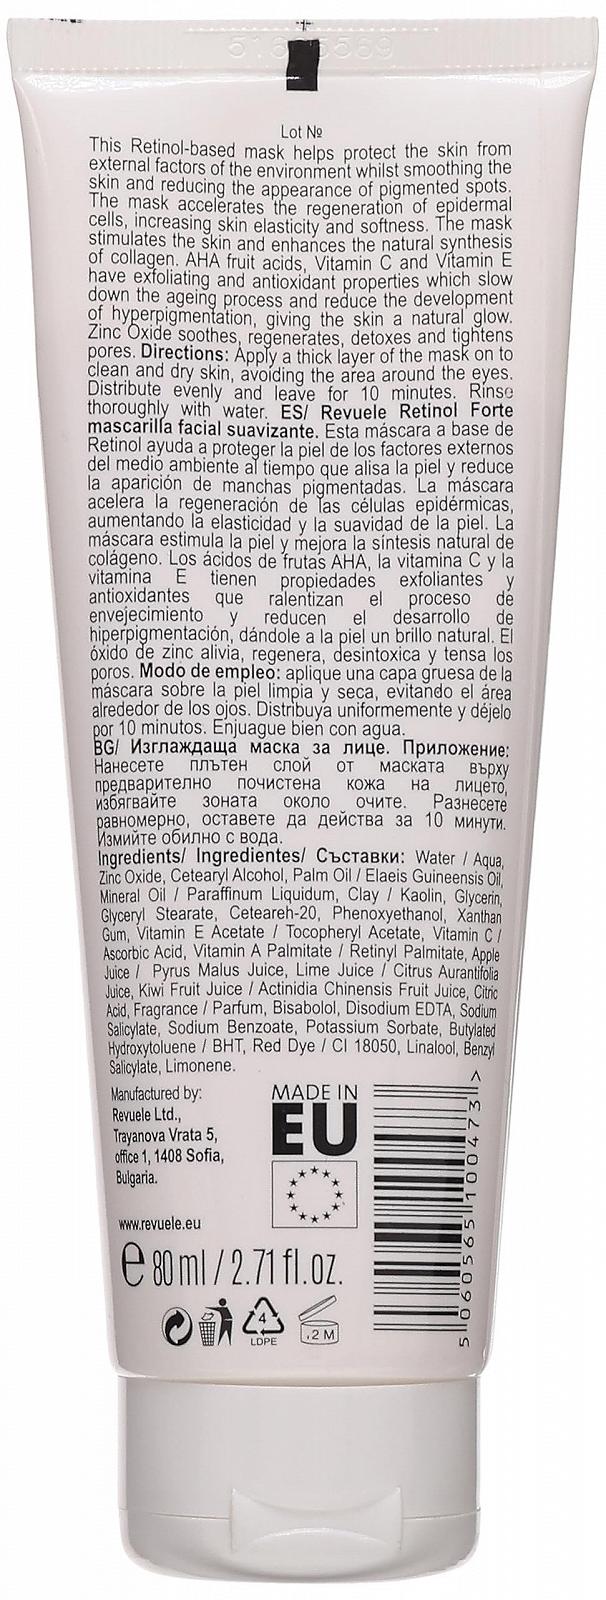 Lot №
This Retinol-based mask helps protect the skin from
external factors of the environment whilst smoothing the
skin and reducing the appearance of pigmented spots.
The mask accelerates the regeneration of epidermal
cells, increasing skin elasticity and softness. The mask
stimulates the skin and enhances the natural synthesis
of collagen. AHA fruit acids, Vitamin C and Vitamin E
have exfoliating and antioxidant properties which slow
down the ageing process and reduce the development
of hyperpigmentation, giving the skin a natural glow.
Zinc Oxide soothes, regenerates, detoxes and tightens
pores. Directions: Apply a thick layer of the mask on to
clean and dry skin, avoiding the area around the eyes.
Distribute evenly and leave for 10 minutes. Rinse
thoroughly with water. ES/ Revuele Retinol Forte
mascarilla facial suavizante. Esta máscara a base de
Retinol ayuda a proteger la piel de los factores externos
del medio ambiente al tiempo que alisa la piel y reduce
la aparición de manchas pigmentadas. La máscara
acelera la regeneración de las células epidérmicas,
aumentando la elasticidad y la suavidad de la piel. La
máscara estimula la piel y mejora la síntesis natural de
colágeno. Los ácidos de frutas AHA, la vitamina C y la
vitamina E tienen propiedades exfoliantes y
antioxidantes que ralentizan el proceso de
envejecimiento y reducen el desarrollo de
hiperpigmentación, dándole a la piel un brillo natural. El
óxido de zinc alivia, regenera, desintoxica y tensa los
poros. Modo de empleo: aplique una capa gruesa de la
máscara sobre la piel limpia y seca, evitando el área
alrededor de los ojos. Distribuya uniformemente y déjelo
por 10 minutos. Enjuague bien con agua.
BG/ Изглаждаща маска за лице. Приложение:
Нанесете плътен слой от маската върху
предварително почистена кожа на лицето,
избягвайте зоната около очите. Разнесете
равномерно, оставете да действа за 10 минути.
Измийте обилно с вода.
Ingredients/ Ingredientes/ Съставки: Water / Aqua,
Zinc Oxide, Cetearyl Alcohol, Palm Oil / Elaeis Guineensis Oil,
Mineral Oil / Paraffinum Liquidum, Clay / Kaolin, Glycerin,
Glyceryl Stearate, Ceteareh-20, Phenoxyethanol, Xanthan
Gum, Vitamin E Acetate / Tocopheryl Acetate, Vitamin C /
Ascorbic Acid, Vitamin A Palmitate / Retinyl Palmitate, Apple
Juice / Pyrus Malus Juice, Lime Juice / Citrus Aurantifolia
Juice, Kiwi Fruit Juice / Actinidia Chinensis Fruit Juice, Citric
Acid, Fragrance / Parfum, Bisabolol, Disodium EDTA, Sodium
Salicylate, Sodium Benzoate, Potassium Sorbate, Butylated
Hydroxytoluene / BHT, Red Dye / CI 18050, Linalool, Benzyl
Salicylate, Limonene.
Manufactured by:
Revuele Ltd.,
Trayanova Vrata 5,
office 1, 1408 Sofia,
Bulgaria.
www.revuele.eu
MADE IN
EU
5 060565 100473 >
e 80 ml / 2.71 fl.oz.
4
LDPE